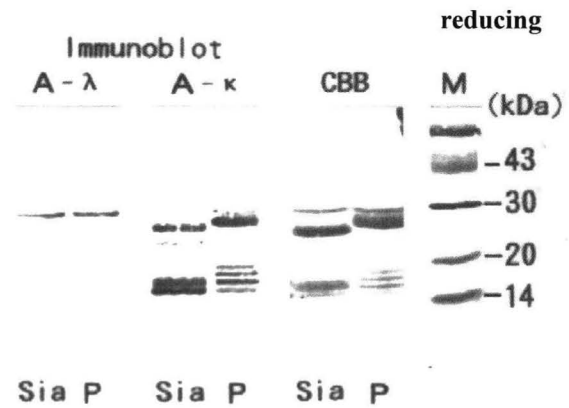 reducing
Immunoblot
A - λ A - κ CBB M
(kDa)
-43
-30
-20
-14
Sia P Sia P Sia P